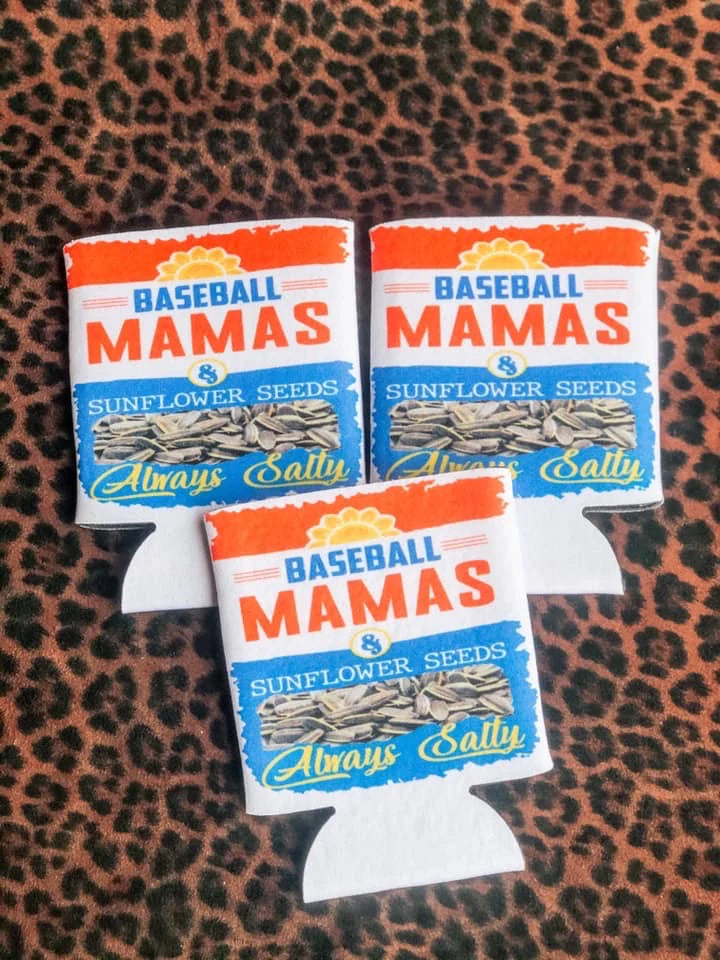 BASEBALL
MAMAS
&
SUNFLOWER SEEDS
Always Salty
BASEBALL
MAMAS
&
SUNFLOWER SEEDS
Always Salty
BASEBALL
MAMAS
&
SUNFLOWER SEEDS
Always Salty